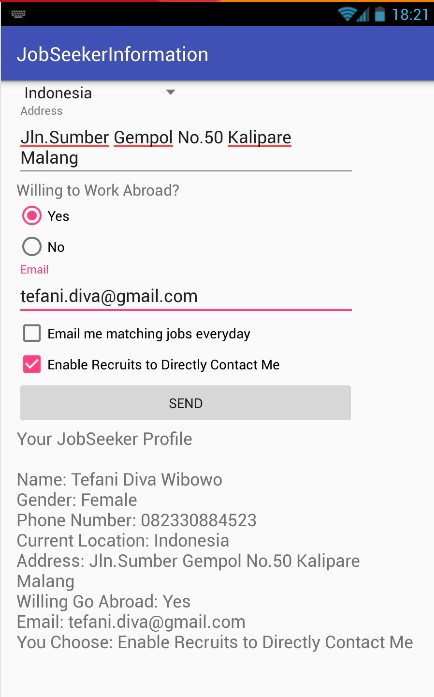 18:21
JobSeekerInformation
Indonesia
Address
Jln.Sumber Gempol No.50 Kalipare
Malang
Willing to Work Abroad?
Yes
No
Email
tefani.diva@gmail.com
Email me matching jobs everyday
Enable Recruits to Directly Contact Me
SEND
Your JobSeeker Profile
Name: Tefani Diva Wibowo
Gender: Female
Phone Number: 082330884523
Current Location: Indonesia
Address: Jln.Sumber Gempol No.50 Kalipare
Malang
Willing Go Abroad: Yes
Email: tefani.diva@gmail.com
You Choose: Enable Recruits to Directly Contact Me